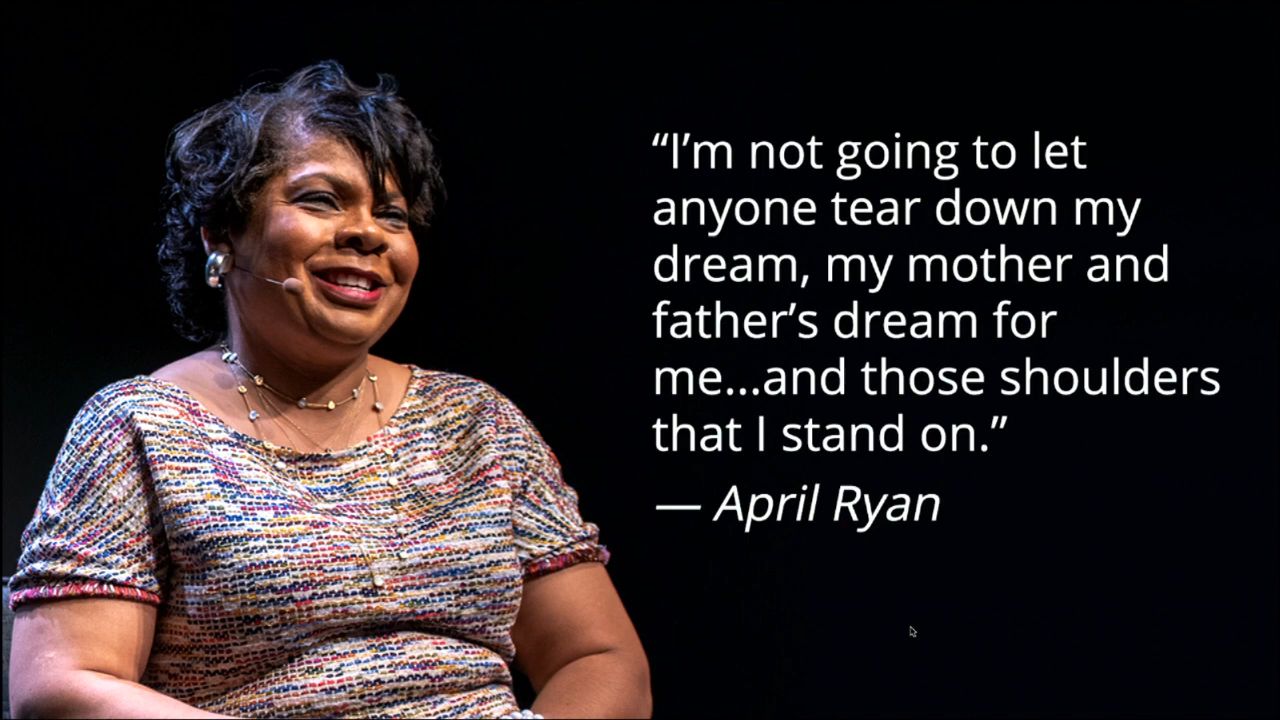 “I’m not going to let
anyone tear down my
dream, my mother and
father’s dream for
me...and those shoulders
that I stand on.”
— April Ryan